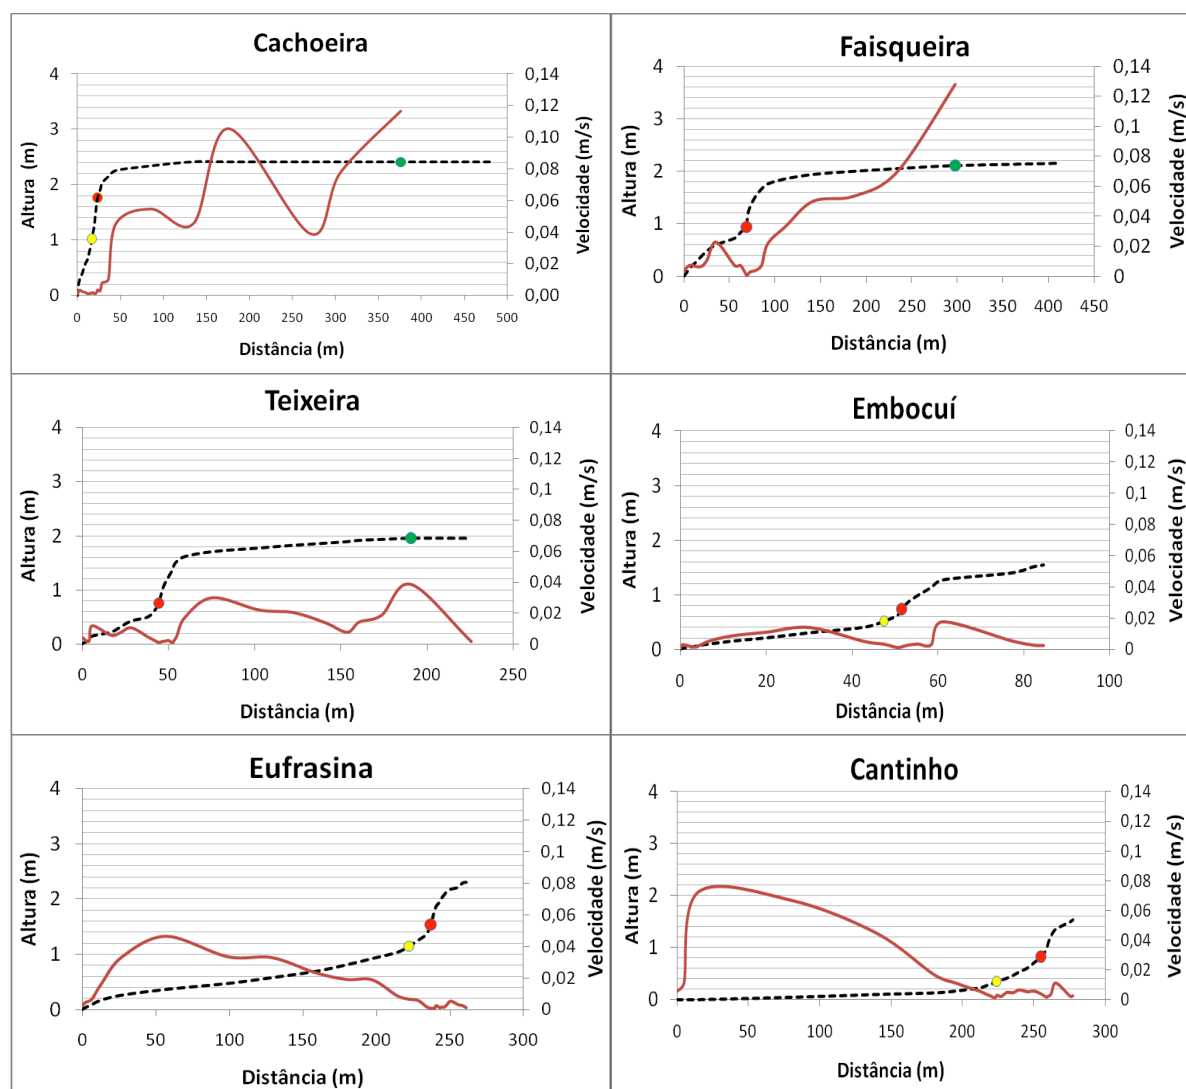 Cachoeira
4
3
2
1
0
Altura (m)
0,14
0,12
0,10
0,08
0,06
0,04
0,02
0,00
Velocidade (m/s)
0 50 100 150 200 250 300 350 400 450 500
Distância (m)
Faisqueira
4
3
2
1
0
Altura (m)
0,14
0,12
0,1
0,08
0,06
0,04
0,02
0
Velocidade (m/s)
0 50 100 150 200 250 300 350 400 450
Distância (m)
Teixeira
4
3
2
1
0
Altura (m)
0,14
0,12
0,1
0,08
0,06
0,04
0,02
0
Velocidade (m/s)
0 50 100 150 200 250
Distância (m)
Embocuí
4
3
2
1
0
Altura (m)
0,14
0,12
0,1
0,08
0,06
0,04
0,02
0
Velocidade (m/s)
0 20 40 60 80 100
Distância (m)
Eufrasina
4
3
2
1
0
Altura (m)
0,14
0,12
0,1
0,08
0,06
0,04
0,02
0
Velocidade (m/s)
0 50 100 150 200 250 300
Distância (m)
Cantinho
4
3
2
1
0
Altura (m)
0,14
0,12
0,1
0,08
0,06
0,04
0,02
0
Velocidade (m/s)
0 50 100 150 200 250 300
Distância (m)